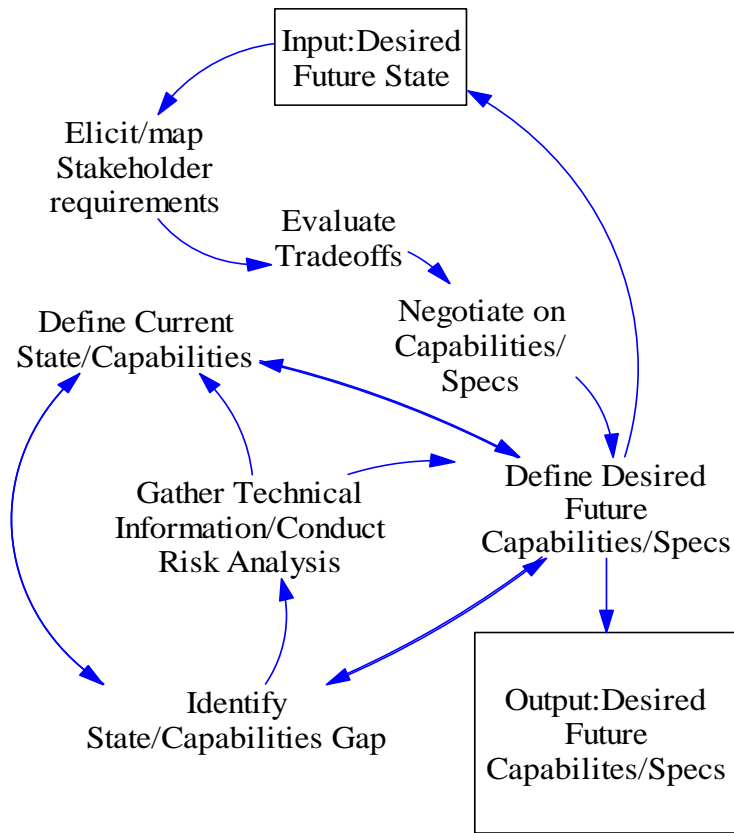 Input:Desired
Future State
Elicit/map
Stakeholder
requirements
Evaluate
Tradeoffs
Negotiate on
Capabilities/
Specs
Define Current
State/Capabilities
Gather Technical
Information/Conduct
Risk Analysis
Define Desired
Future
Capabilities/Specs
Identify
State/Capabilities Gap
Output:Desired
Future
Capabilites/Specs